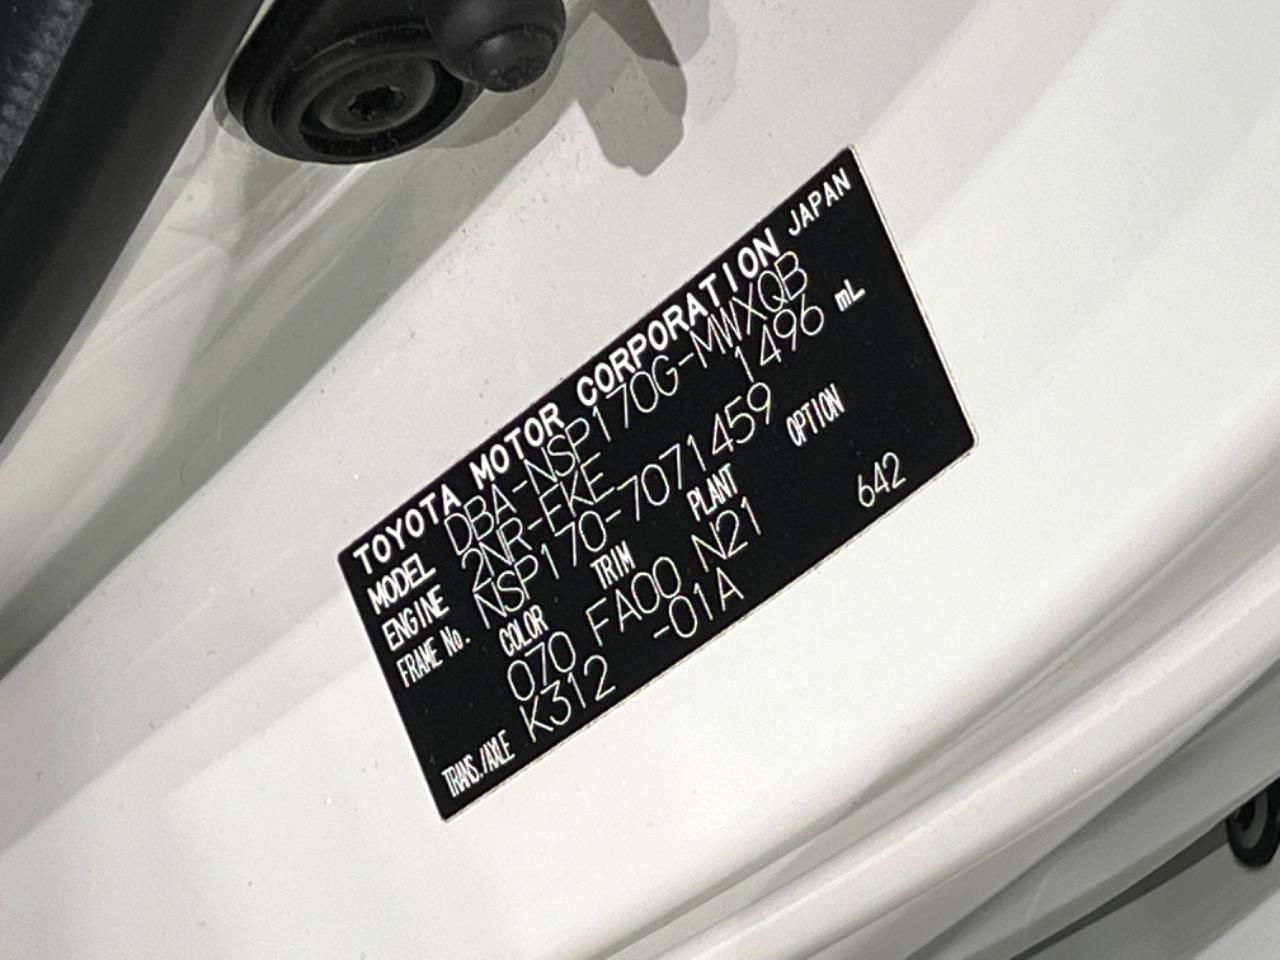 TOYOTA MOTOR CORPORATION JAPAN
MODEL DBA-NSP170G-MWXQB
ENGINE 2NR-FKE 1496 mL
FRAME No. NSP170-7071459
COLOR TRIM PLANT OPTION
070 FA00 N21 642
TRANS./AXLE K312 -01A